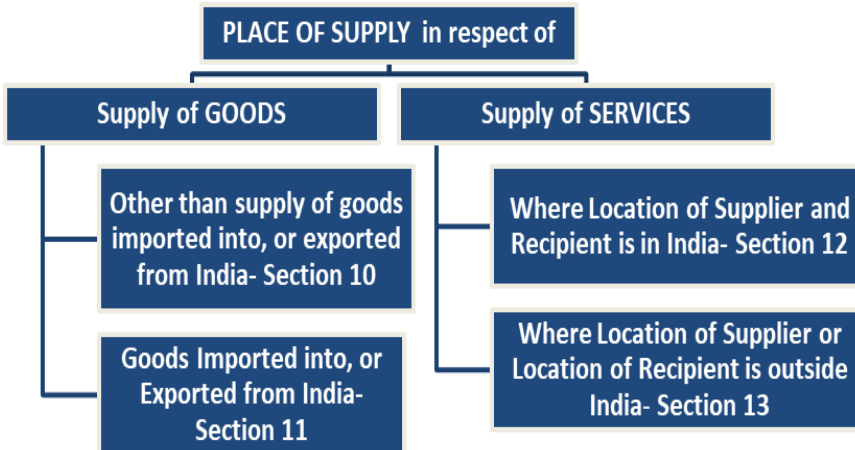 PLACE OF SUPPLY in respect of
Supply of GOODS
Other than supply of goods
imported into, or exported
from India- Section 10
Goods Imported into, or
Exported from India-
Section 11
Supply of SERVICES
Where Location of Supplier and
Recipient is in India- Section 12
Where Location of Supplier or
Location of Recipient is outside
India- Section 13